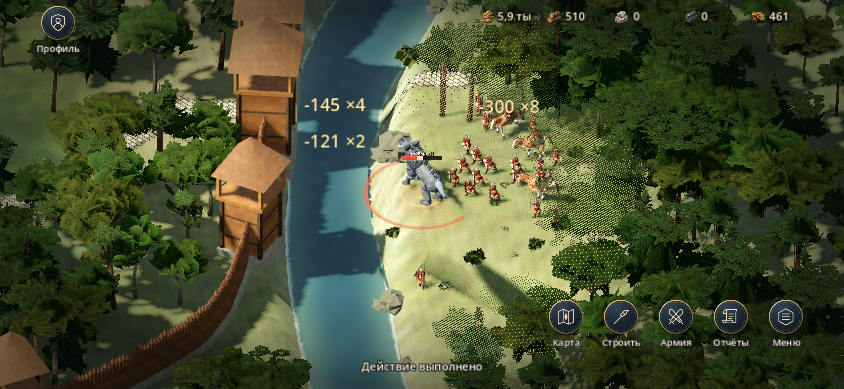 5,9 ты
510
0
0
461
Профиль
-145 ×4
-300 ×8
-121 ×2
Карта
Строить
Армия
Отчёты
Меню
Действие выполнено